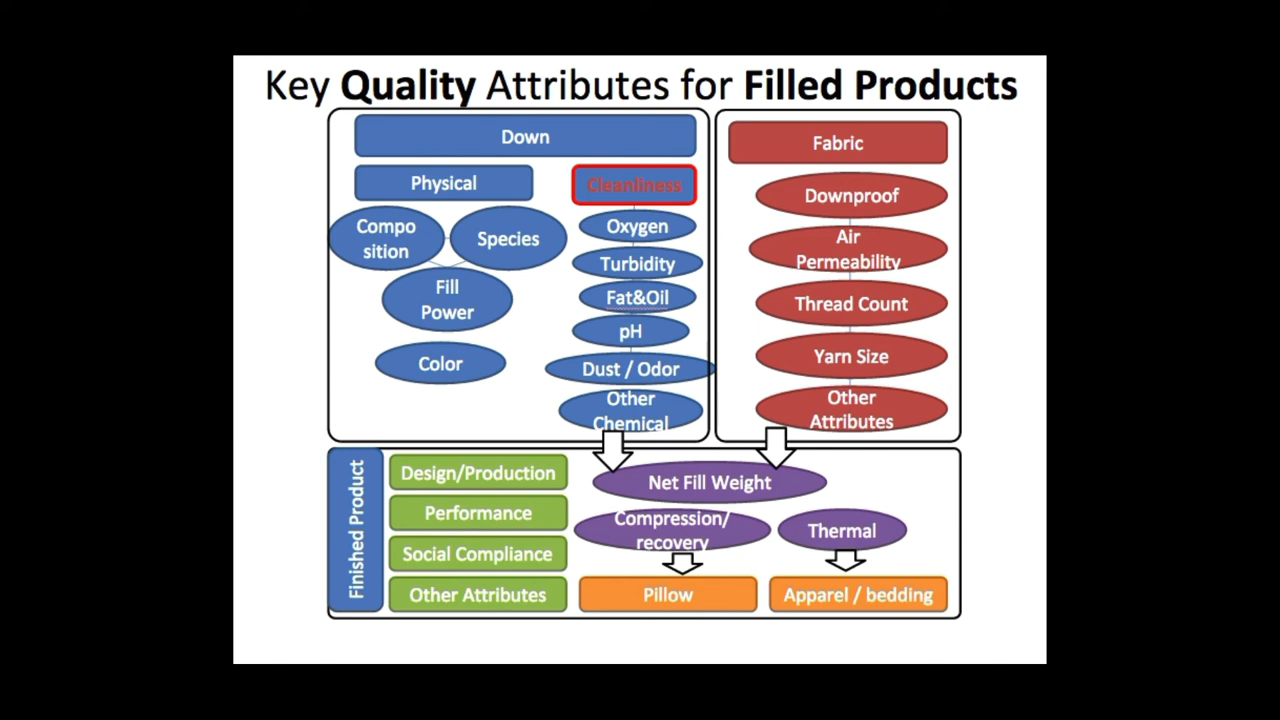 Key Quality Attributes for Filled Products
Down
Physical
Compo
sition
Species
Fill
Power
Color
Cleanliness
Oxygen
Turbidity
Fat&Oil
pH
Dust / Odor
Other
Chemical
Fabric
Downproof
Air
Permeability
Thread Count
Yarn Size
Other
Attributes
Finished Product
Design/Production
Performance
Social Compliance
Other Attributes
Net Fill Weight
Compression/
recovery
Thermal
Pillow
Apparel / bedding